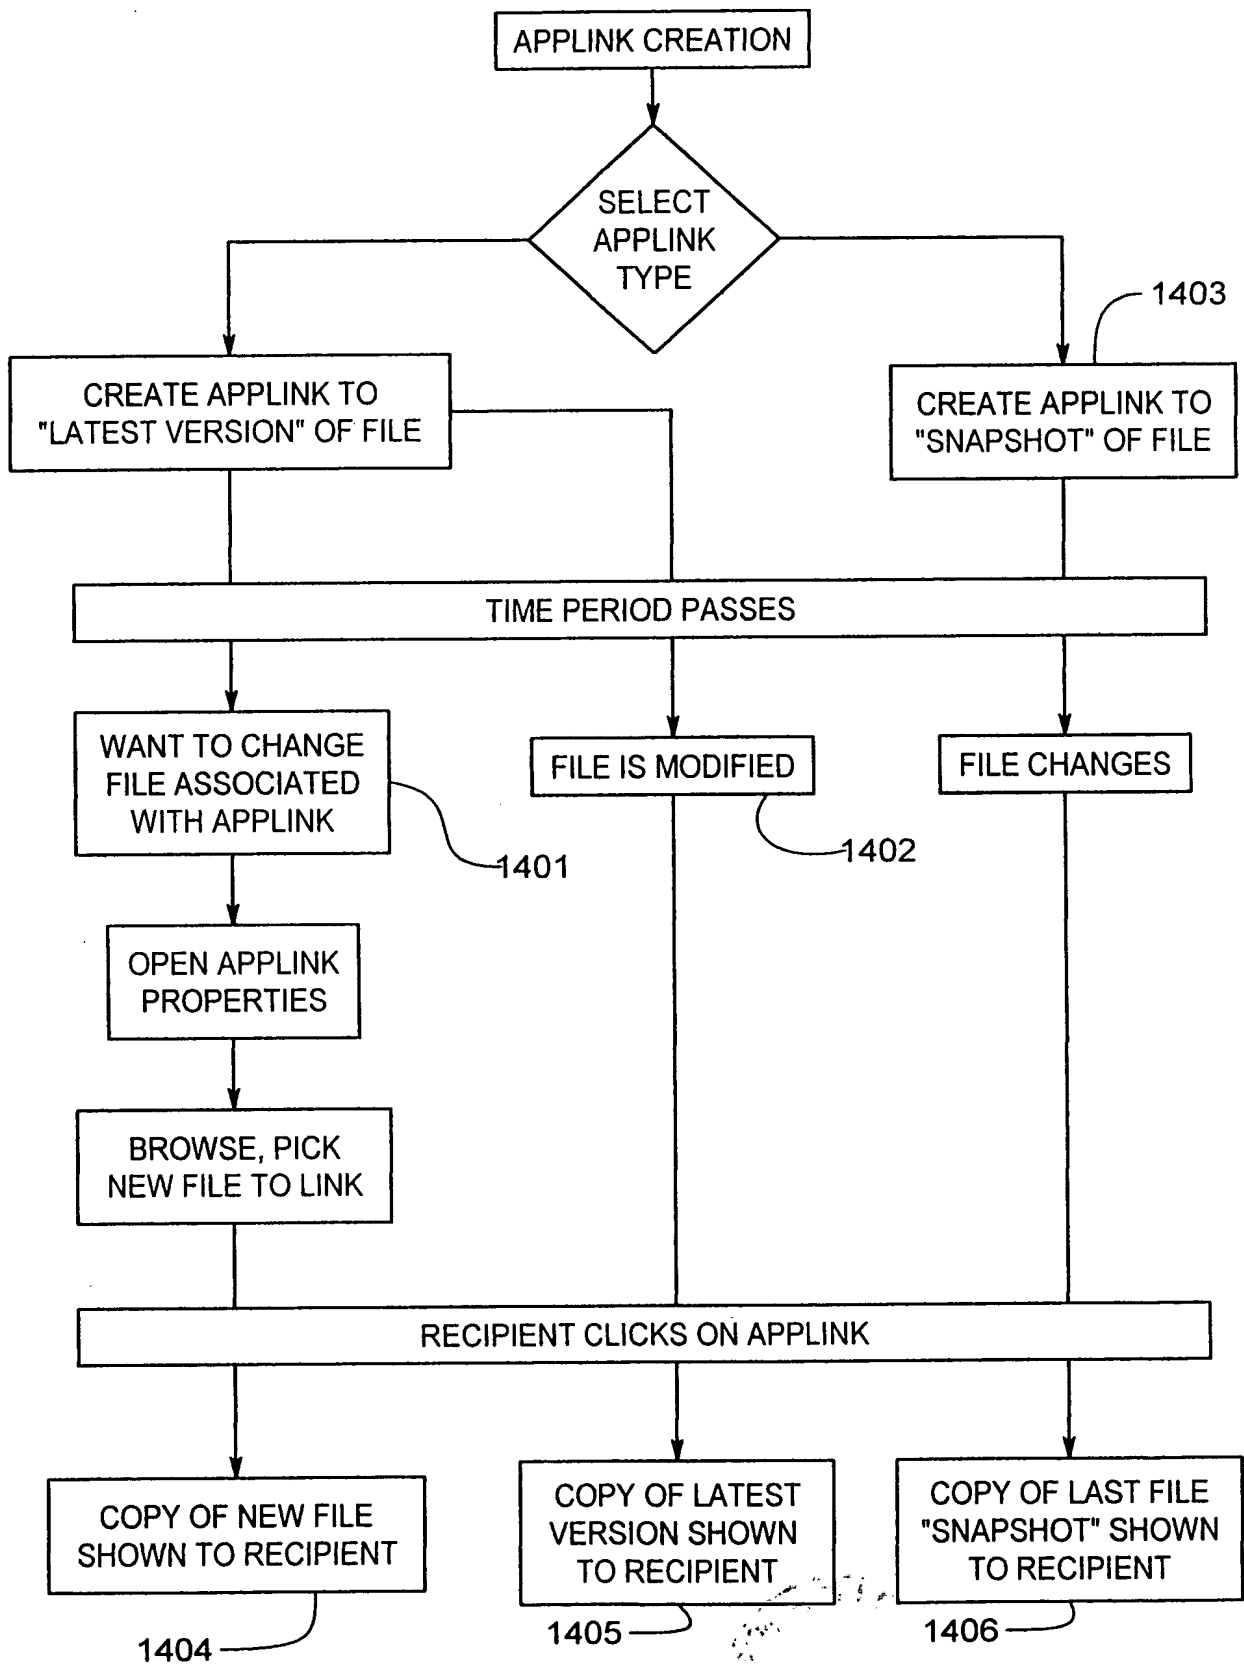 APPLINK CREATION
SELECT
APPLINK
TYPE
1403
CREATE APPLINK TO
"LATEST VERSION" OF FILE
CREATE APPLINK TO
"SNAPSHOT" OF FILE
TIME PERIOD PASSES
WANT TO CHANGE
FILE ASSOCIATED
WITH APPLINK
1401
FILE IS MODIFIED
1402
FILE CHANGES
OPEN APPLINK
PROPERTIES
BROWSE, PICK
NEW FILE TO LINK
RECIPIENT CLICKS ON APPLINK
COPY OF NEW FILE
SHOWN TO RECIPIENT
1404
COPY OF LATEST
VERSION SHOWN
TO RECIPIENT
1405
COPY OF LAST FILE
"SNAPSHOT" SHOWN
TO RECIPIENT
1406